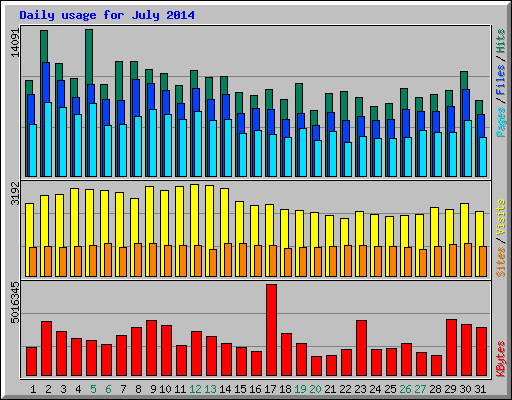 Daily usage for July 2014
14091
Pages / Files / Hits
3192
Sites / Visits
5016345
KBytes
1 2 3 4 5 6 7 8 9 10 11 12 13 14 15 16 17 18 19 20 21 22 23 24 25 26 27 28 29 30 31